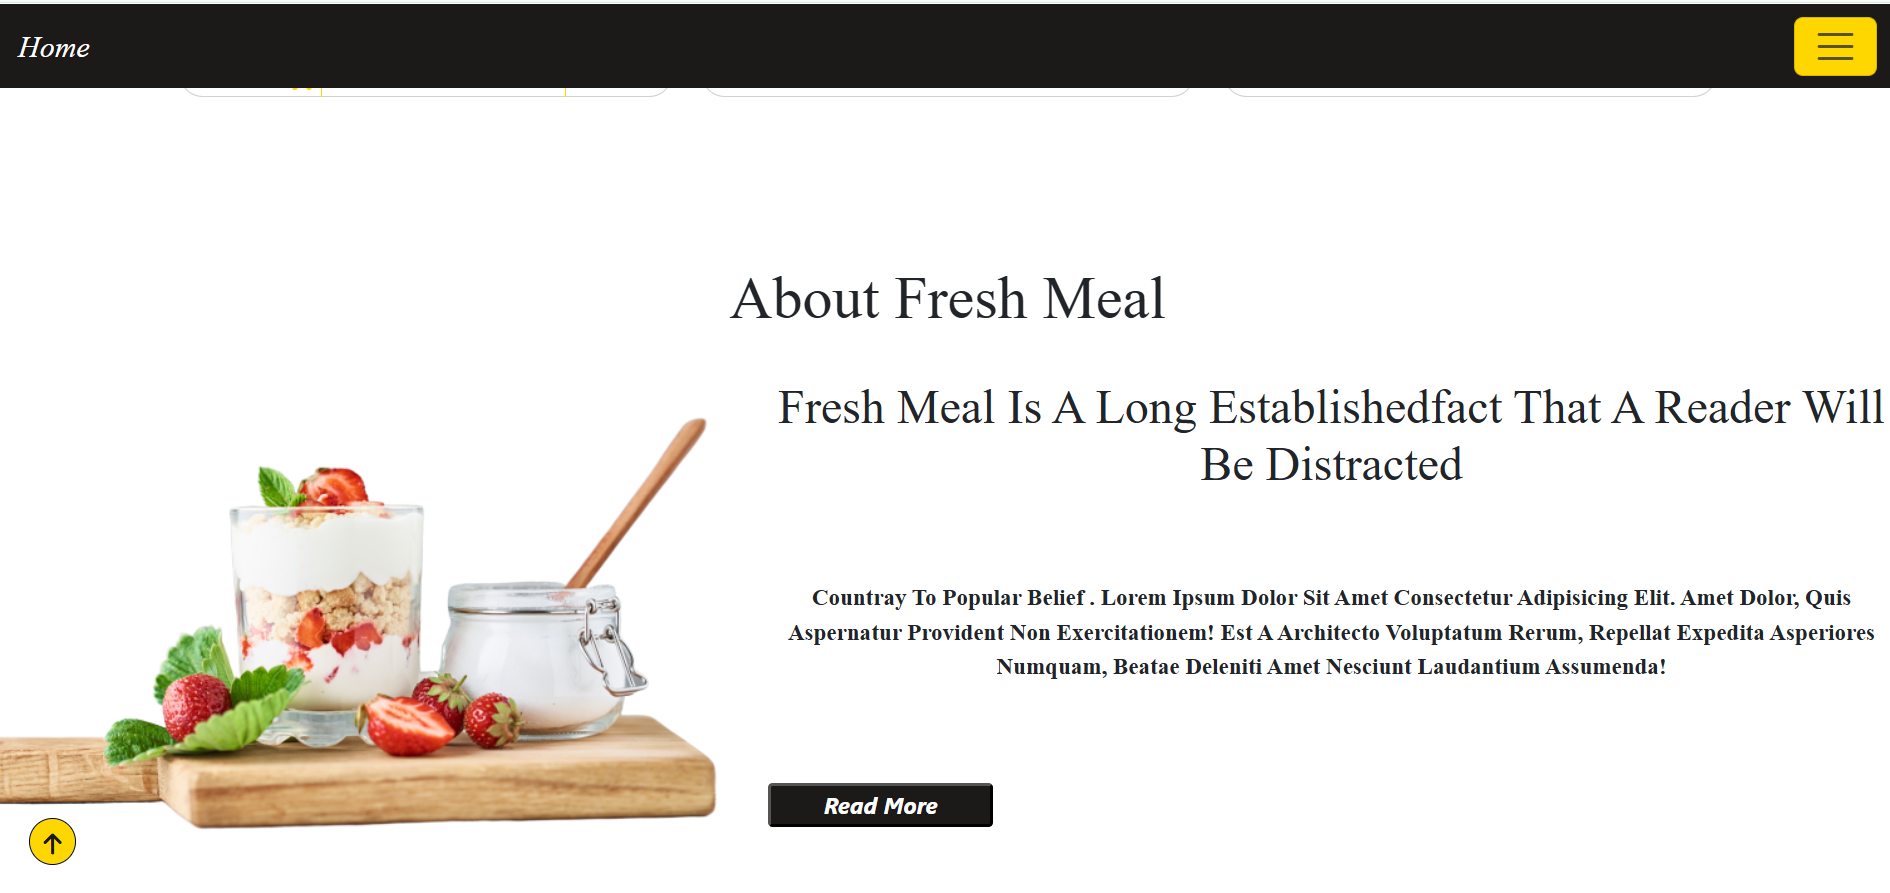 Home
About Fresh Meal
Fresh Meal Is A Long Establishedfact That A Reader Will
Be Distracted
Countray To Popular Belief . Lorem Ipsum Dolor Sit Amet Consectetur Adipisicing Elit. Amet Dolor, Quis
Aspernatur Provident Non Exercitationem! Est A Architecto Voluptatum Rerum, Repellat Expedita Asperiores
Numquam, Beatae Deleniti Amet Nesciunt Laudantium Assumenda!
Read More